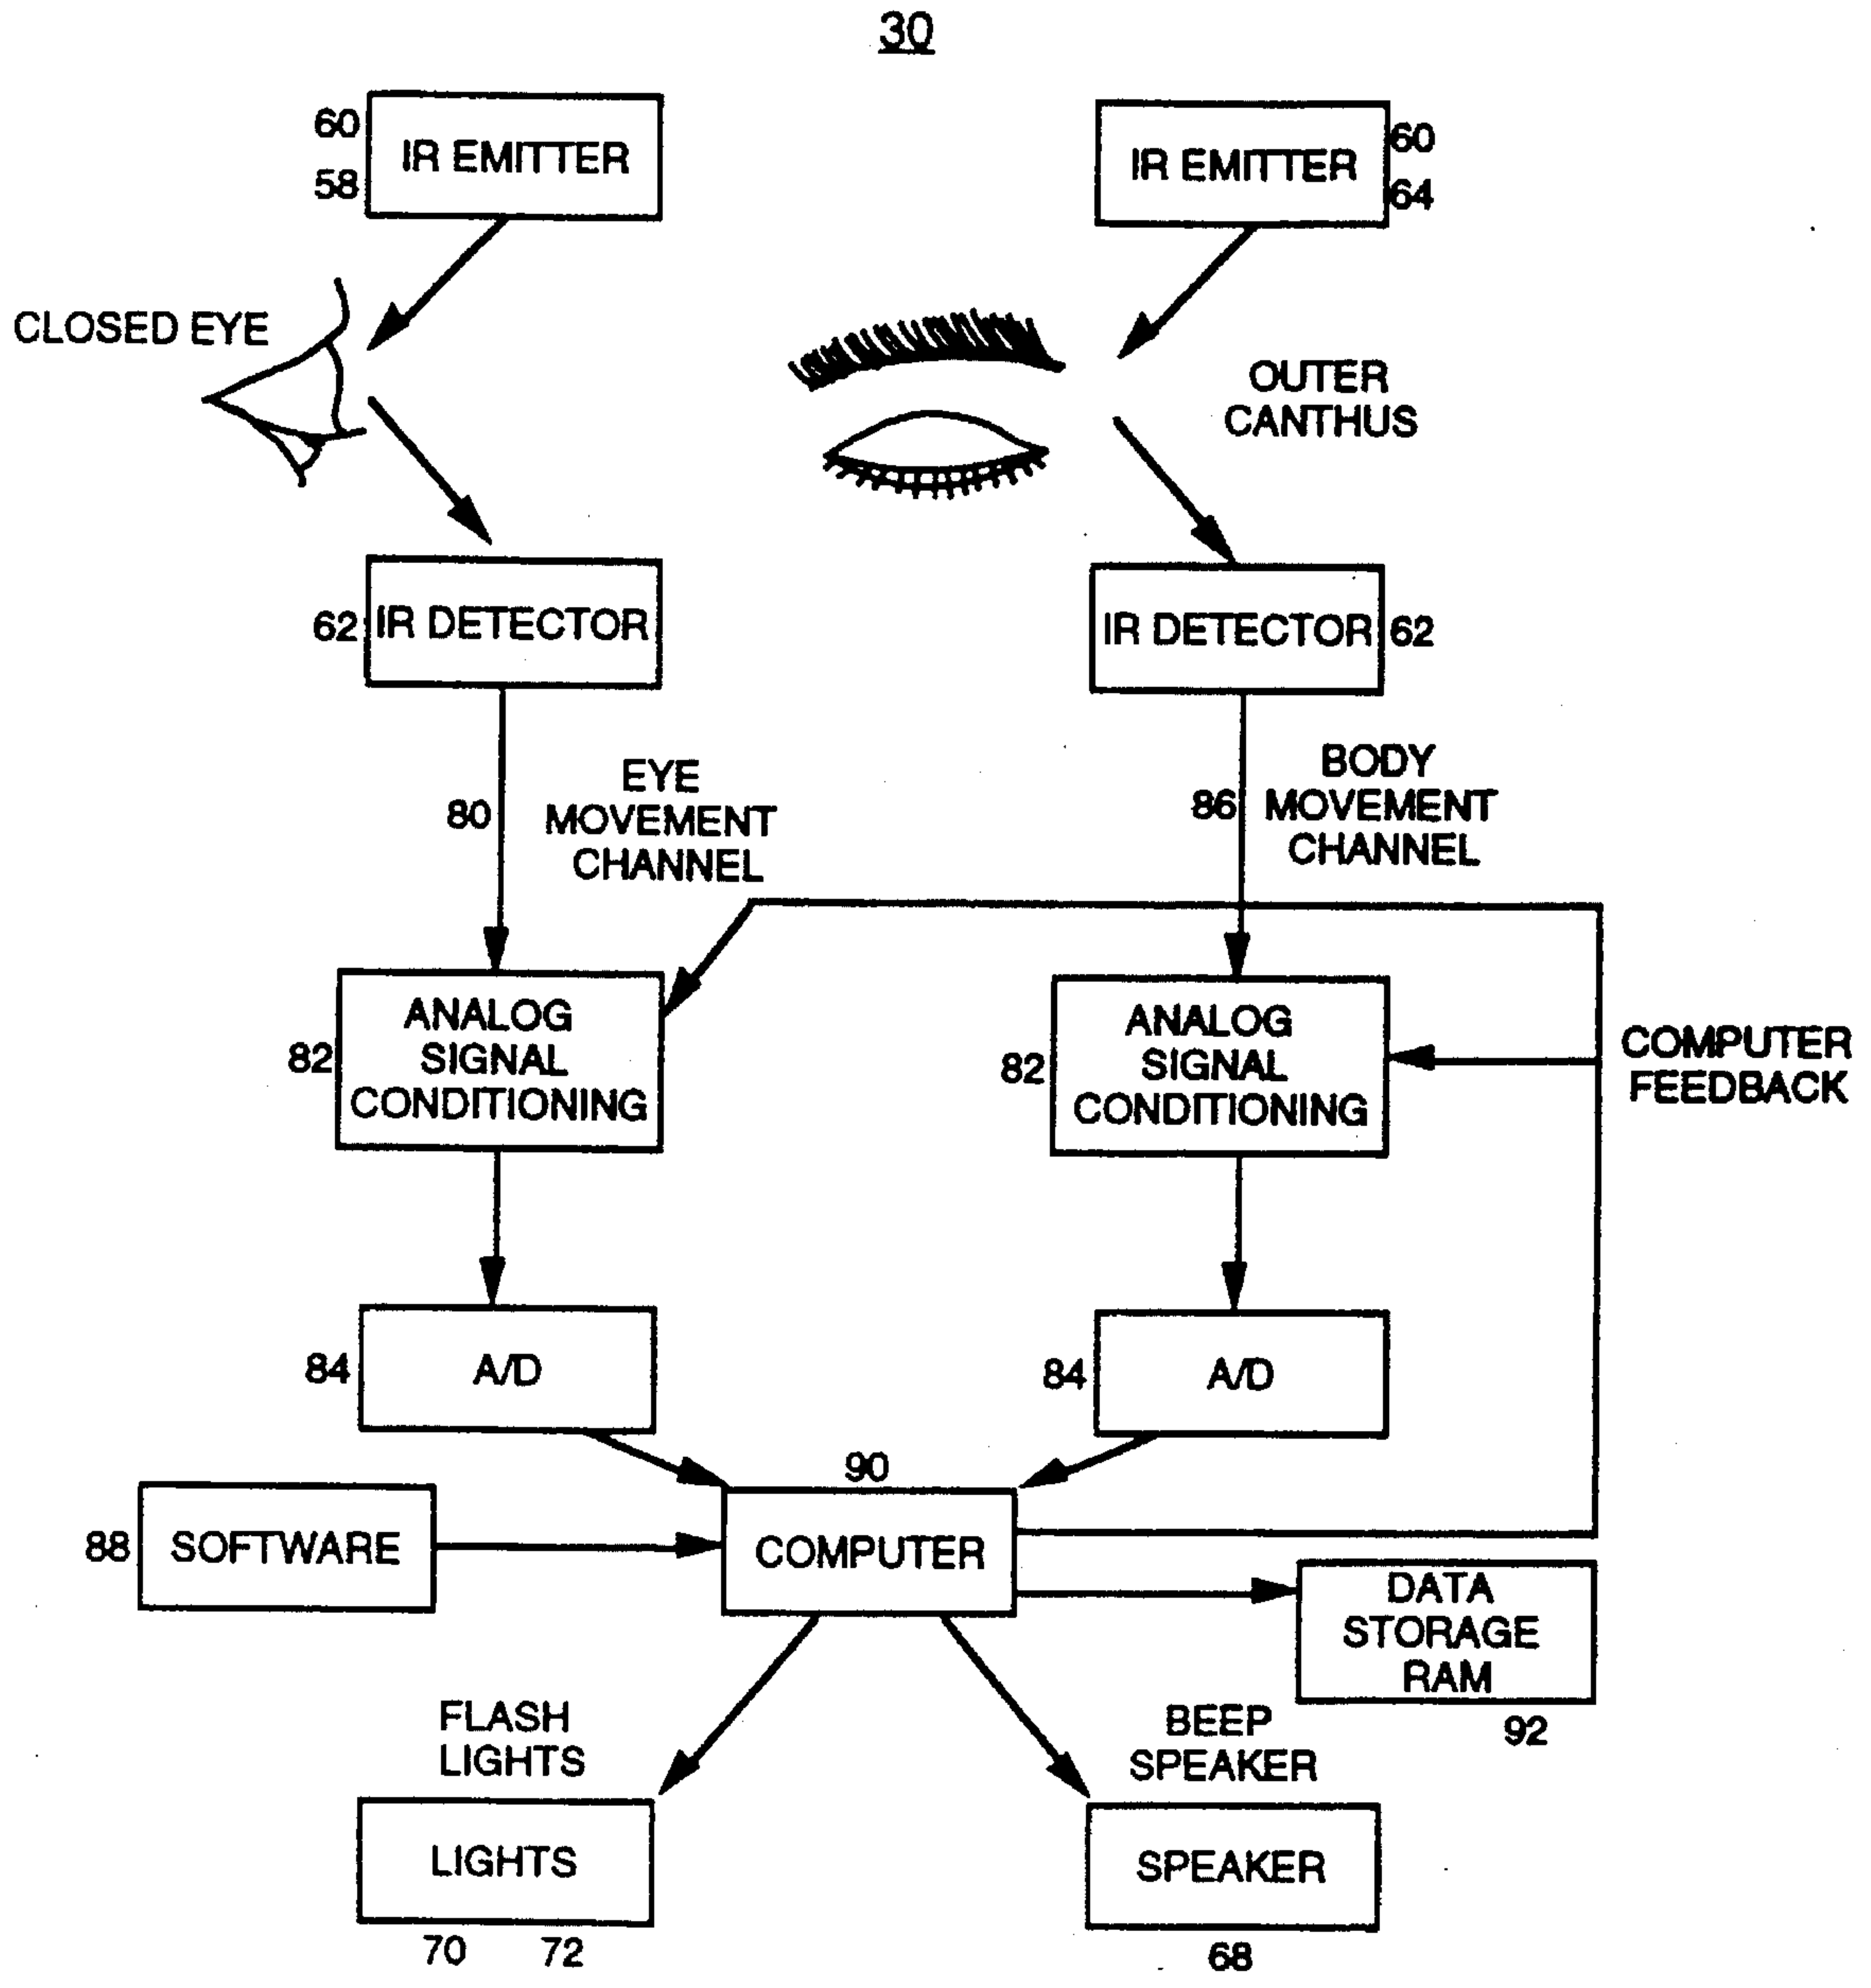 30
60
IR EMITTER
58
IR EMITTER
60
64
CLOSED EYE
OUTER
CANTHUS
62
IR DETECTOR
IR DETECTOR
62
80
EYE
MOVEMENT
CHANNEL
86
BODY
MOVEMENT
CHANNEL
82
ANALOG
SIGNAL
CONDITIONING
82
ANALOG
SIGNAL
CONDITIONING
COMPUTER
FEEDBACK
84
A/D
84
A/D
90
88
SOFTWARE
COMPUTER
DATA
STORAGE
RAM
92
FLASH
LIGHTS
BEEP
SPEAKER
LIGHTS
SPEAKER
70
72
68